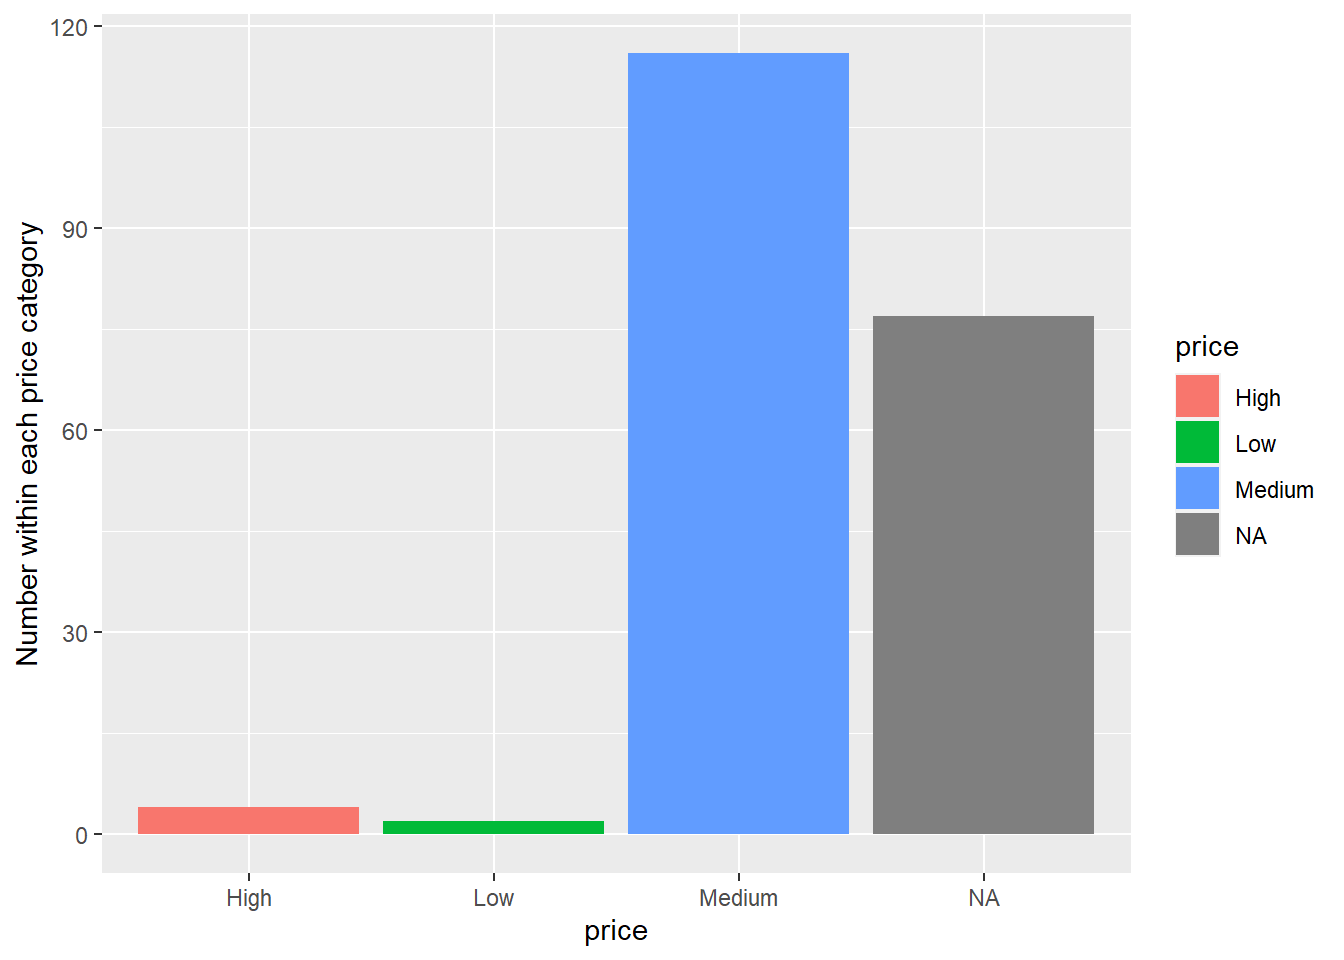 120
90
60
30
0
Number within each price category
High
Low
Medium
NA
price
price
High
Low
Medium
NA